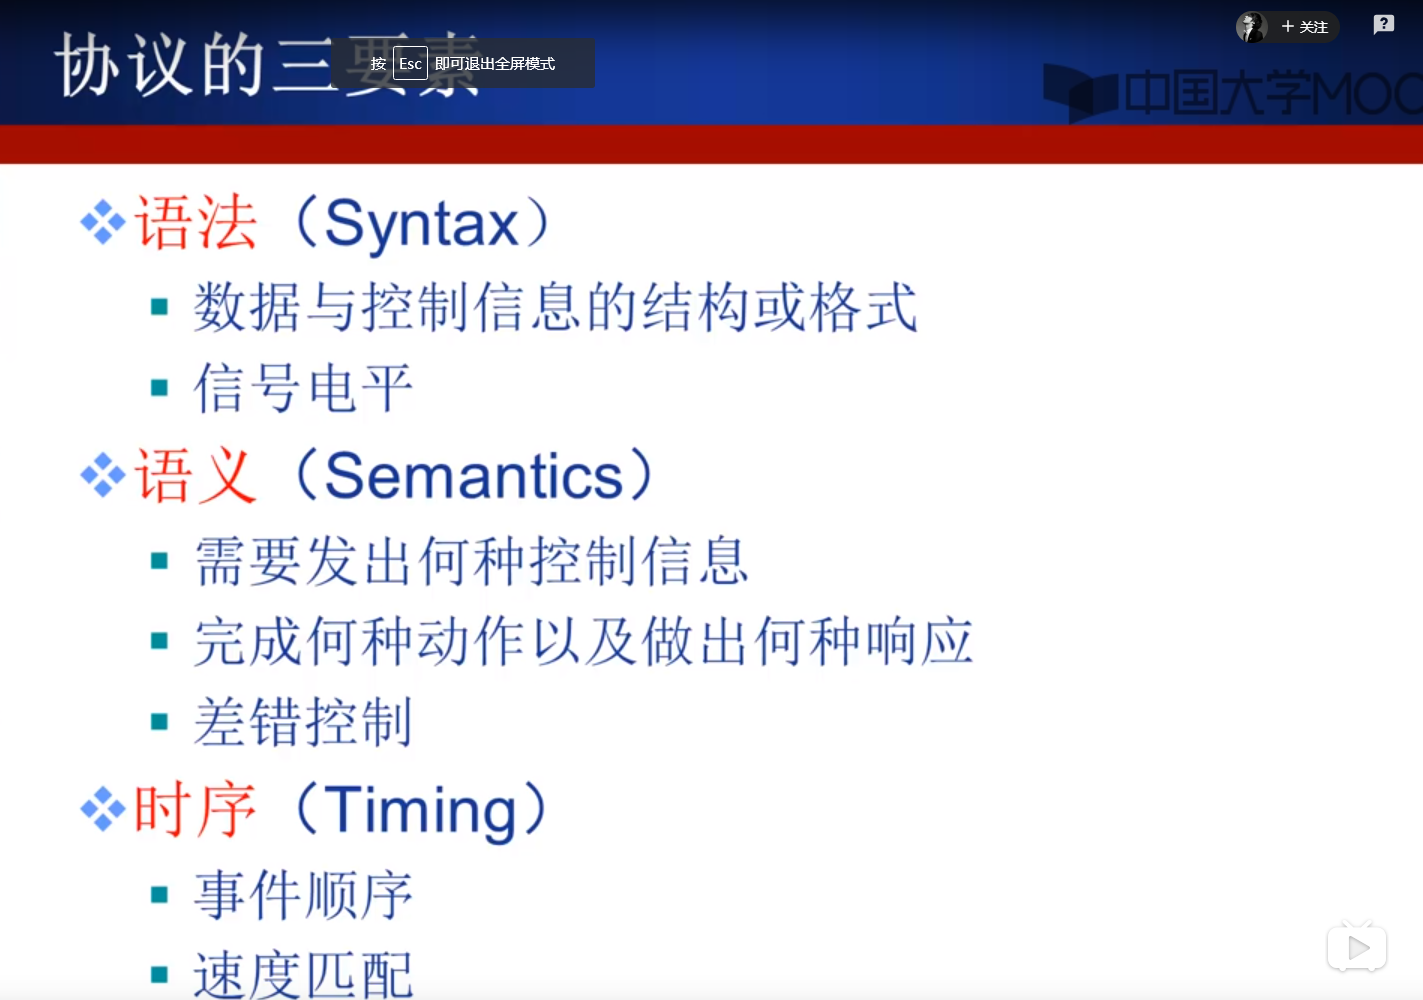 协议的三要素
按 Esc 即可退出全屏模式
+ 关注
中国大学MOOC
语法（Syntax）
数据与控制信息的结构或格式
信号电平
语义（Semantics）
需要发出何种控制信息
完成何种动作以及做出何种响应
差错控制
时序（Timing）
事件顺序
速度匹配